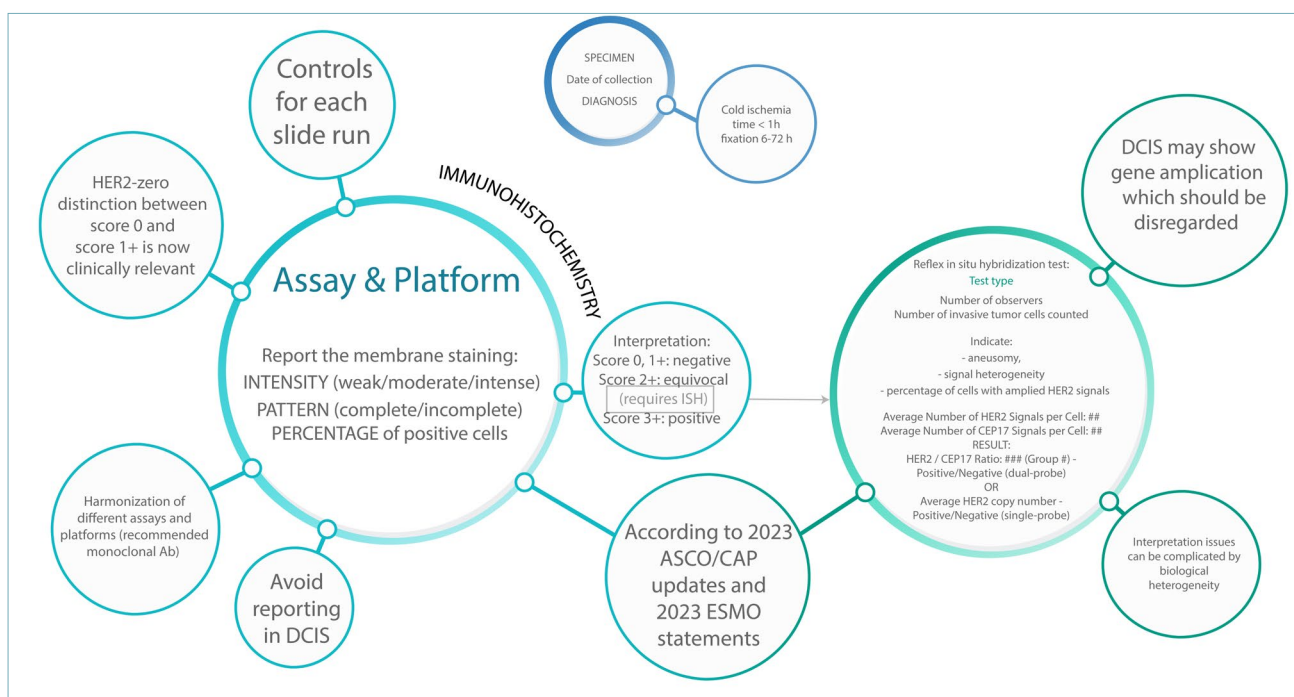 SPECIMEN
Date of collection
DIAGNOSIS
Cold ischemia
time < 1h
fixation 6-72 h
Controls
for each
slide run
HER2-zero
distinction between
score 0 and
score 1+ is now
clinically relevant
IMMUNOHISTOCHEMISTRY
Assay & Platform
Report the membrane staining:
INTENSITY (weak/moderate/intense)
PATTERN (complete/incomplete)
PERCENTAGE of positive cells
Interpretation:
Score 0, 1+: negative
Score 2+: equivocal
(requires ISH)
Score 3+: positive
Harmonization of
different assays and
platforms (recommended
monoclonal Ab)
Avoid
reporting
in DCIS
According to 2023
ASCO/CAP
updates and
2023 ESMO
statements
DCIS may show
gene amplication
which should be
disregarded
Reflex in situ hybridization test:
Test type
Number of observers
Number of invasive tumor cells counted
Indicate:
- aneusomy,
- signal heterogeneity
- percentage of cells with amplied HER2 signals
Average Number of HER2 Signals per Cell: ##
Average Number of CEP17 Signals per Cell: ##
RESULT:
HER2 / CEP17 Ratio: ### (Group #) -
Positive/Negative (dual-probe)
OR
Average HER2 copy number -
Positive/Negative (single-probe)
Interpretation issues
can be complicated by
biological
heterogeneity